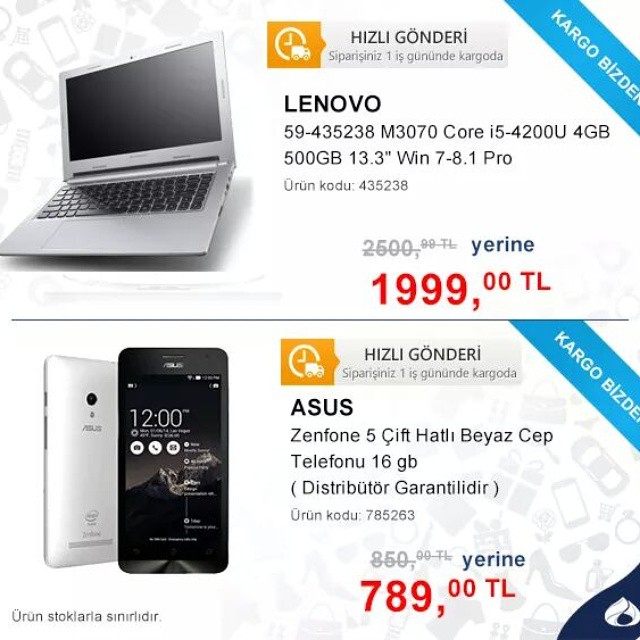 HIZLI GÖNDERİ
Siparişiniz 1 iş gününde kargoda
KARGO BİZDEN
LENOVO
59-435238 M3070 Core i5-4200U 4GB
500GB 13.3" Win 7-8.1 Pro
Ürün kodu: 435238
2500,99 TL yerine
1999,00 TL
HIZLI GÖNDERİ
Siparişiniz 1 iş gününde kargoda
KARGO BİZDEN
ASUS
Zenfone 5 Çift Hatlı Beyaz Cep
Telefonu 16 gb
( Distribütör Garantilidir )
Ürün kodu: 785263
850,00 TL yerine
789,00 TL
ASUS
ASUS
12:00
Ürün stoklarla sınırlıdır.